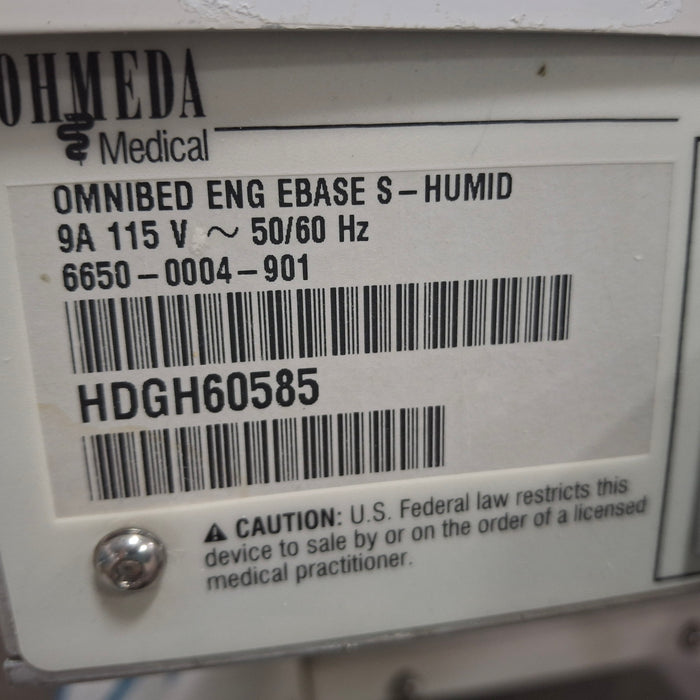 OHMEDA
Medical
OMNIBED ENG EBASE S-HUMID
9A 115 V ~ 50/60 Hz
6650-0004-901
HDGH60585
⚠ CAUTION: U.S. Federal law restricts this
device to sale by or on the order of a licensed
medical practitioner.